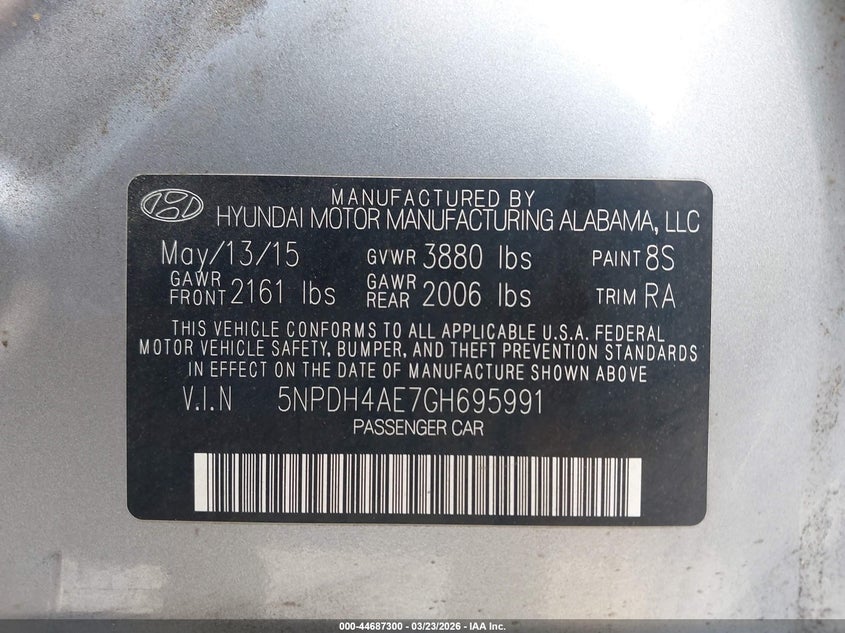 MANUFACTURED BY
HYUNDAI MOTOR MANUFACTURING ALABAMA, LLC
May/13/15 GVWR 3880 lbs PAINT 8S
GAWR FRONT 2161 lbs GAWR REAR 2006 lbs TRIM RA
THIS VEHICLE CONFORMS TO ALL APPLICABLE U.S.A. FEDERAL
MOTOR VEHICLE SAFETY, BUMPER, AND THEFT PREVENTION STANDARDS
IN EFFECT ON THE DATE OF MANUFACTURE SHOWN ABOVE.
V.I.N 5NPDH4AE7GH695991
PASSENGER CAR
000-44687300 - 03/23/2026 - IAA Inc.